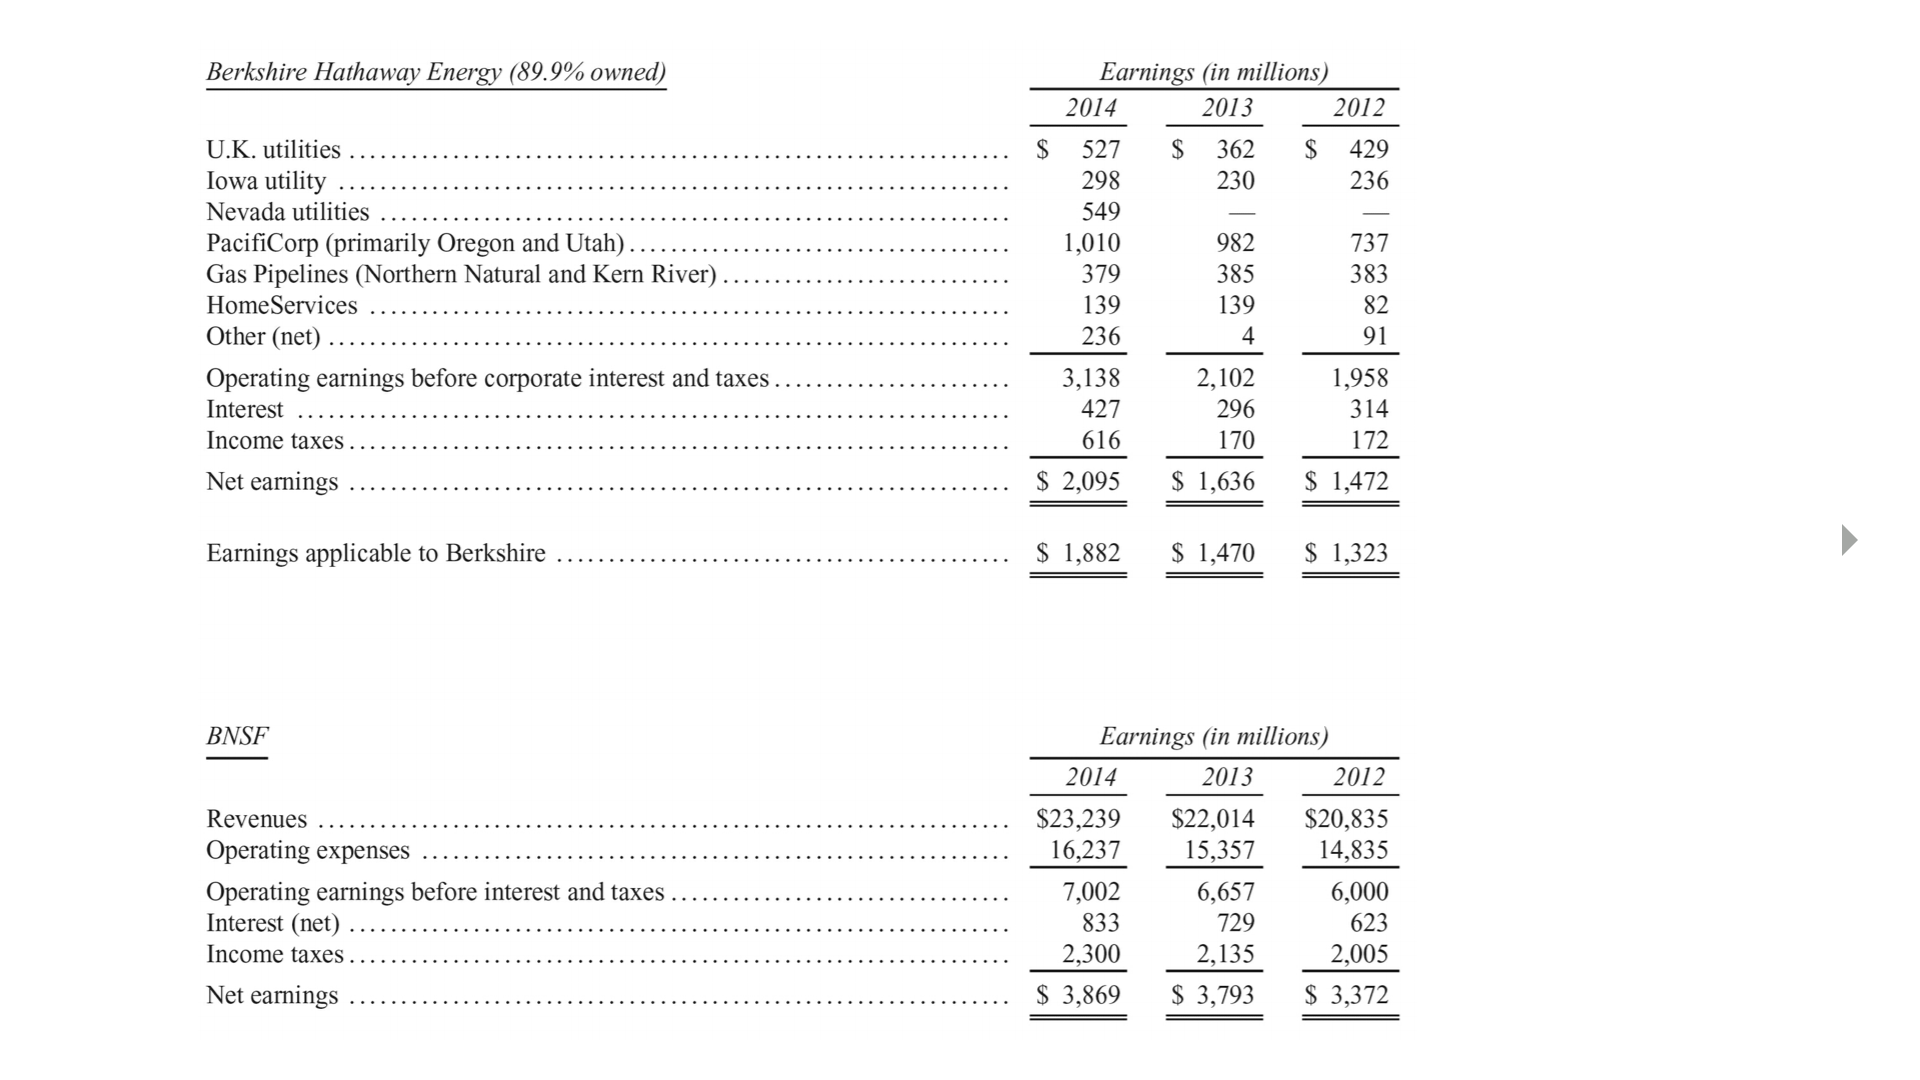 Berkshire Hathaway Energy (89.9% owned) Earnings (in millions)
2014 2013 2012
U.K. utilities ........................................ $ 527 $ 362 $ 429
Iowa utility ........................................ 298 230 236
Nevada utilities ........................................ 549 — —
PacifiCorp (primarily Oregon and Utah) ........................................ 1,010 982 737
Gas Pipelines (Northern Natural and Kern River) ........................................ 379 385 383
HomeServices ........................................ 139 139 82
Other (net) ........................................ 236 4 91
Operating earnings before corporate interest and taxes ........................................ 3,138 2,102 1,958
Interest ........................................ 427 296 314
Income taxes ........................................ 616 170 172
Net earnings ........................................ $ 2,095 $ 1,636 $ 1,472
Earnings applicable to Berkshire ........................................ $ 1,882 $ 1,470 $ 1,323
BNSF Earnings (in millions)
2014 2013 2012
Revenues ........................................ $23,239 $22,014 $20,835
Operating expenses ........................................ 16,237 15,357 14,835
Operating earnings before interest and taxes ........................................ 7,002 6,657 6,000
Interest (net) ........................................ 833 729 623
Income taxes ........................................ 2,300 2,135 2,005
Net earnings ........................................ $ 3,869 $ 3,793 $ 3,372